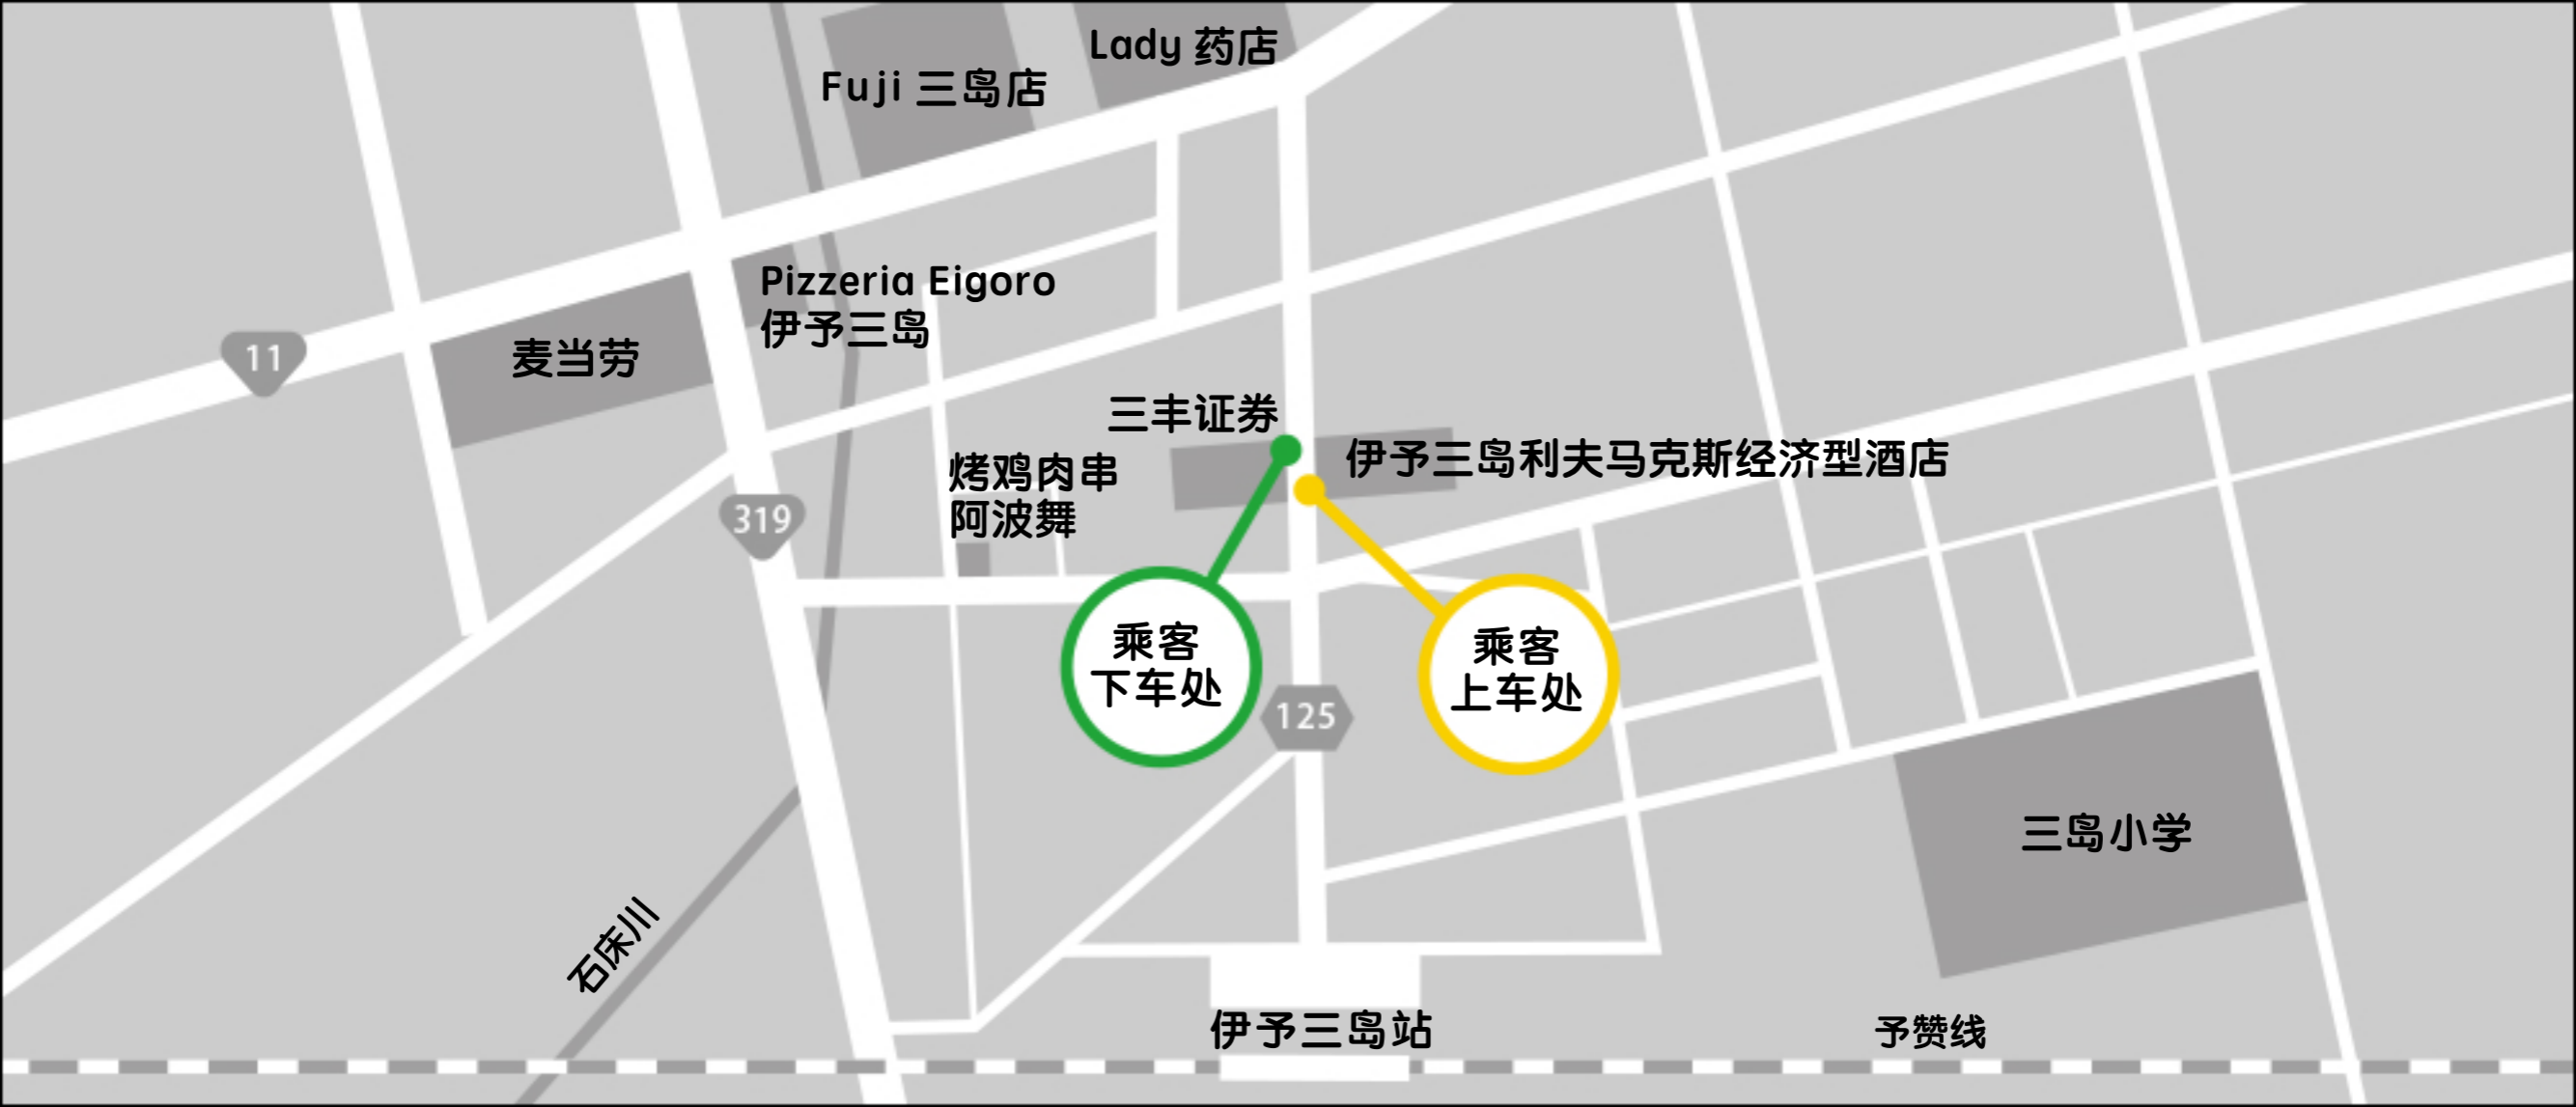 Lady 药店
Fuji 三岛店
Pizzeria Eigoro
伊予三岛
11
麦当劳
三丰证券
伊予三岛利夫马克斯经济型酒店
烤鸡肉串
阿波舞
319
乘客
下车处
乘客
上车处
125
三岛小学
石床川
伊予三岛站
予赞线